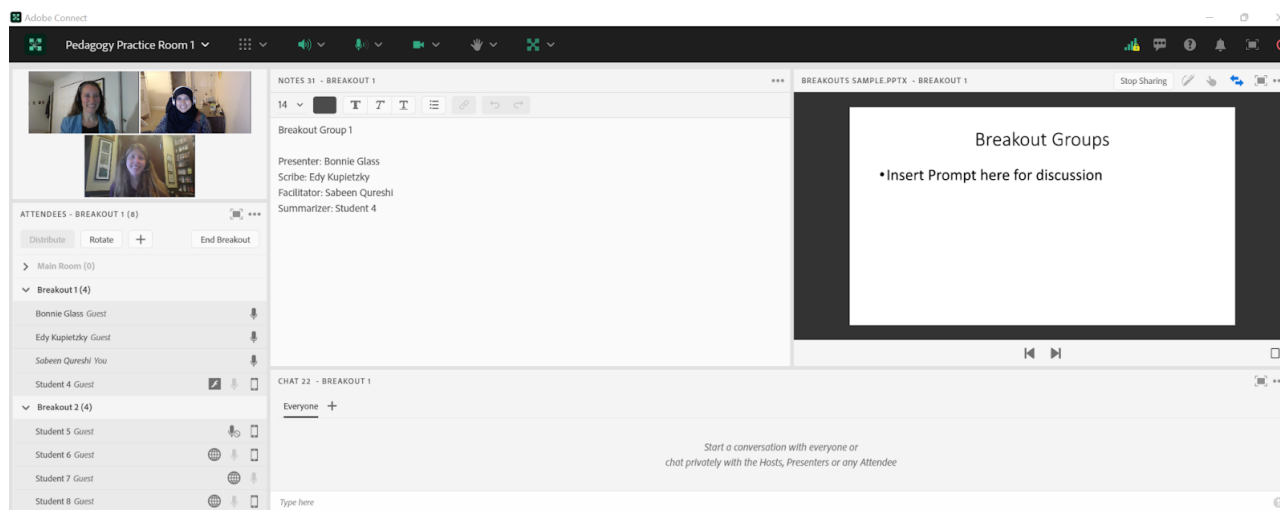 Adobe Connect
Pedagogy Practice Room 1
NOTES 31 - BREAKOUT 1
14
T T T
Breakout Group 1
Presenter: Bonnie Glass
Scribe: Edy Kupietzky
Facilitator: Sabeen Qureshi
Summarizer: Student 4
BREAKOUTS SAMPLE.PPTX - BREAKOUT 1
Stop Sharing
Breakout Groups
•Insert Prompt here for discussion
ATTENDEES - BREAKOUT 1 (8)
Distribute Rotate + End Breakout
Main Room (0)
Breakout 1 (4)
Bonnie Glass Guest
Edy Kupietzky Guest
Sabeen Qureshi You
Student 4 Guest
Breakout 2 (4)
Student 5 Guest
Student 6 Guest
Student 7 Guest
Student 8 Guest
CHAT 22 - BREAKOUT 1
Everyone +
Start a conversation with everyone or
chat privately with the Hosts, Presenters or any Attendee
Type here